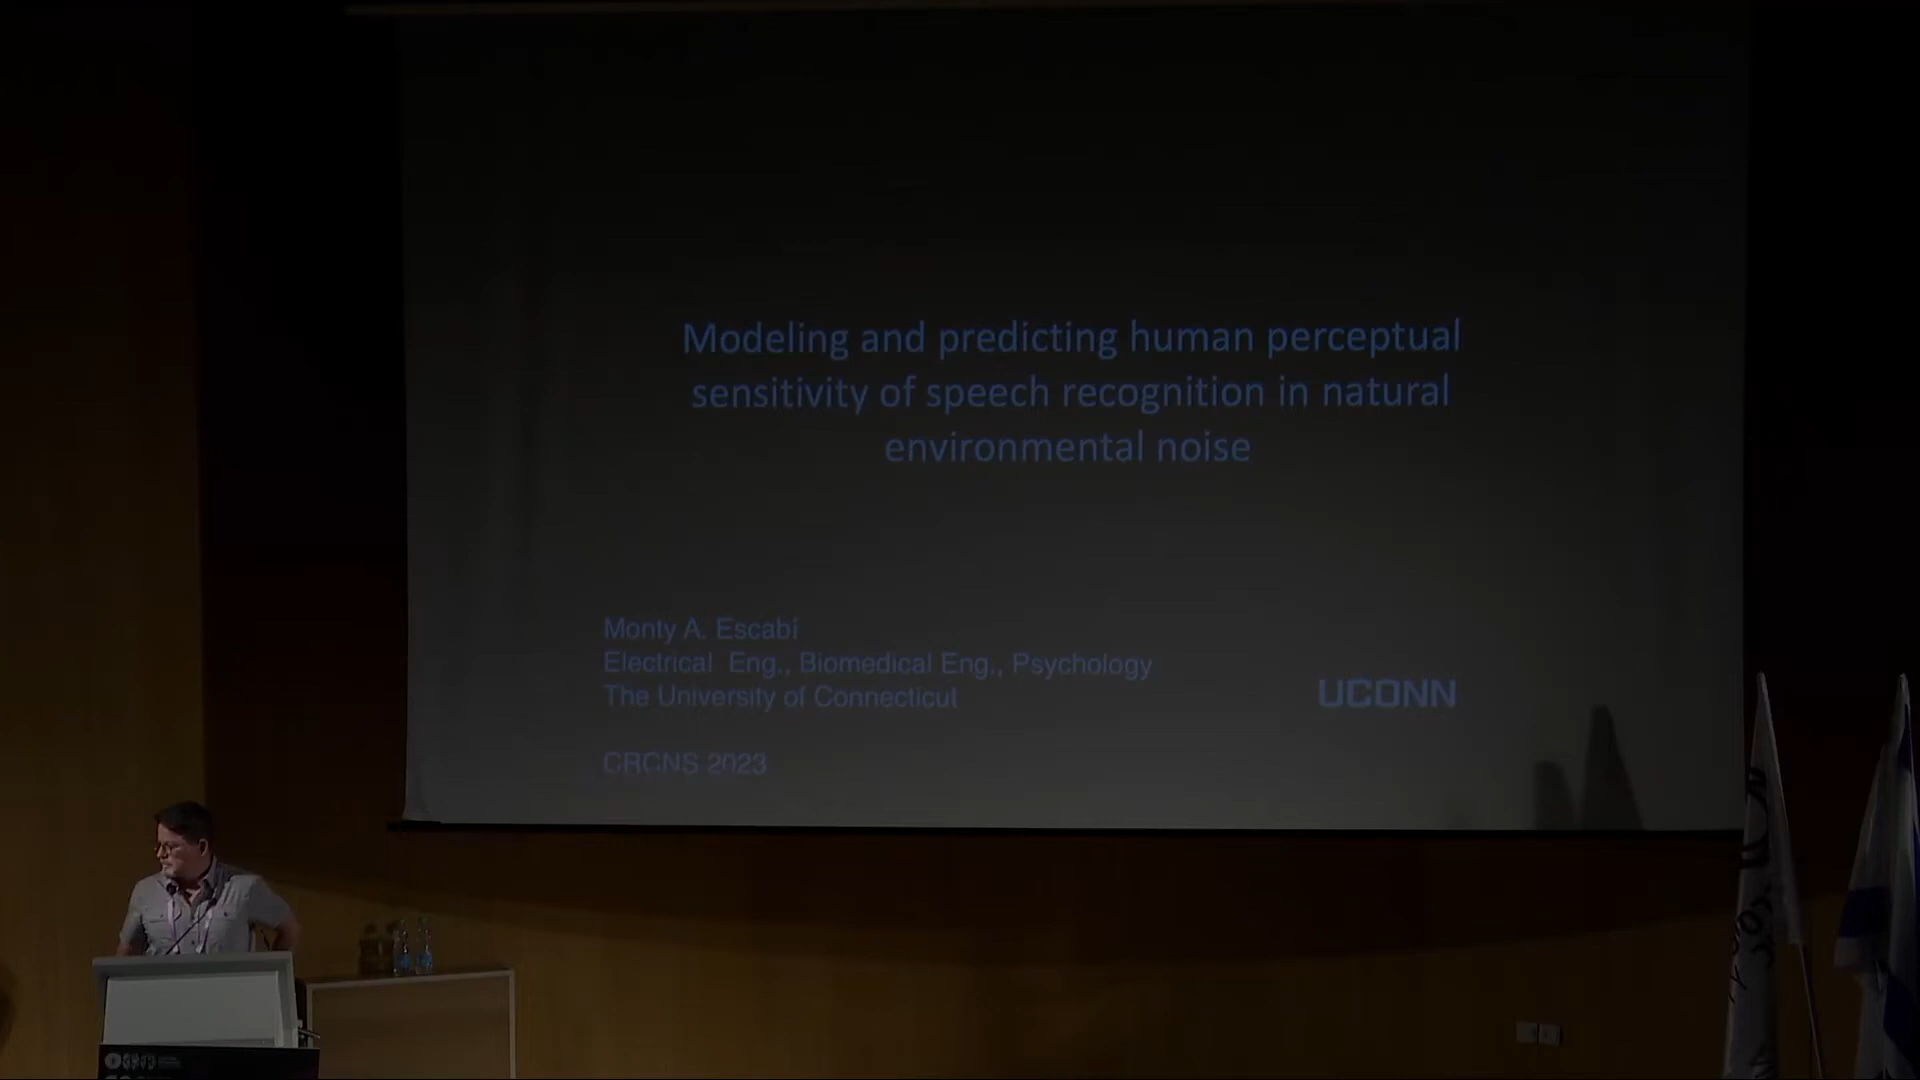 Modeling and predicting human perceptual
sensitivity of speech recognition in natural
environmental noise
Monty A. Escabí
Electrical Eng., Biomedical Eng., Psychology
The University of Connecticut
UCONN
CRCNS 2023